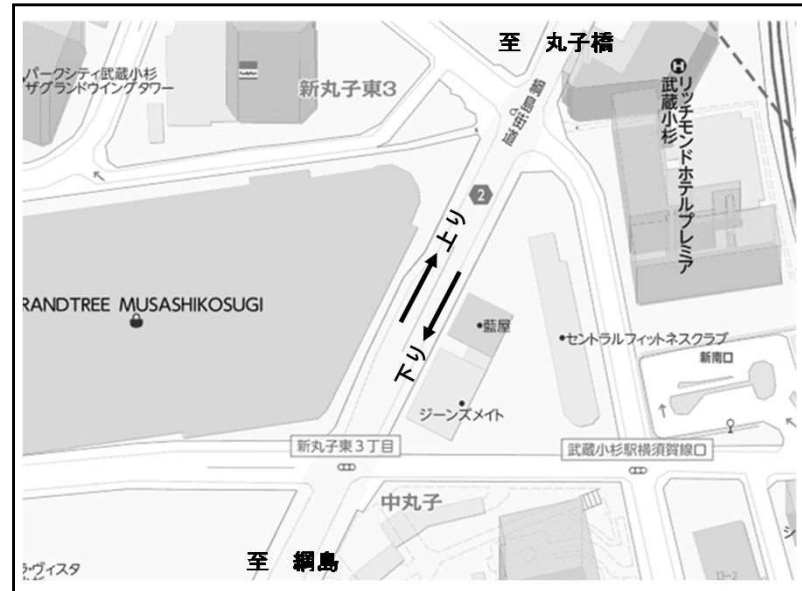 至　丸子橋
パークシティ武蔵小杉
ザグランドウイングタワー
新丸子東3
綱島街道
H
リッチモンドホテルプレミア
武蔵小杉
2
上り
下り
RANDTREE MUSASHIKOSUGI
藍屋
セントラルフィットネスクラブ
新南口
ジーンズメイト
新丸子東3丁目
武蔵小杉駅横須賀線口
中丸子
至　綱島
ラ・ヴィスタ
13-2
シ